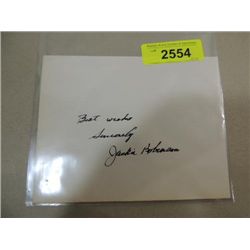 2554
Best wishes
Sincerely
Jackie Robinson